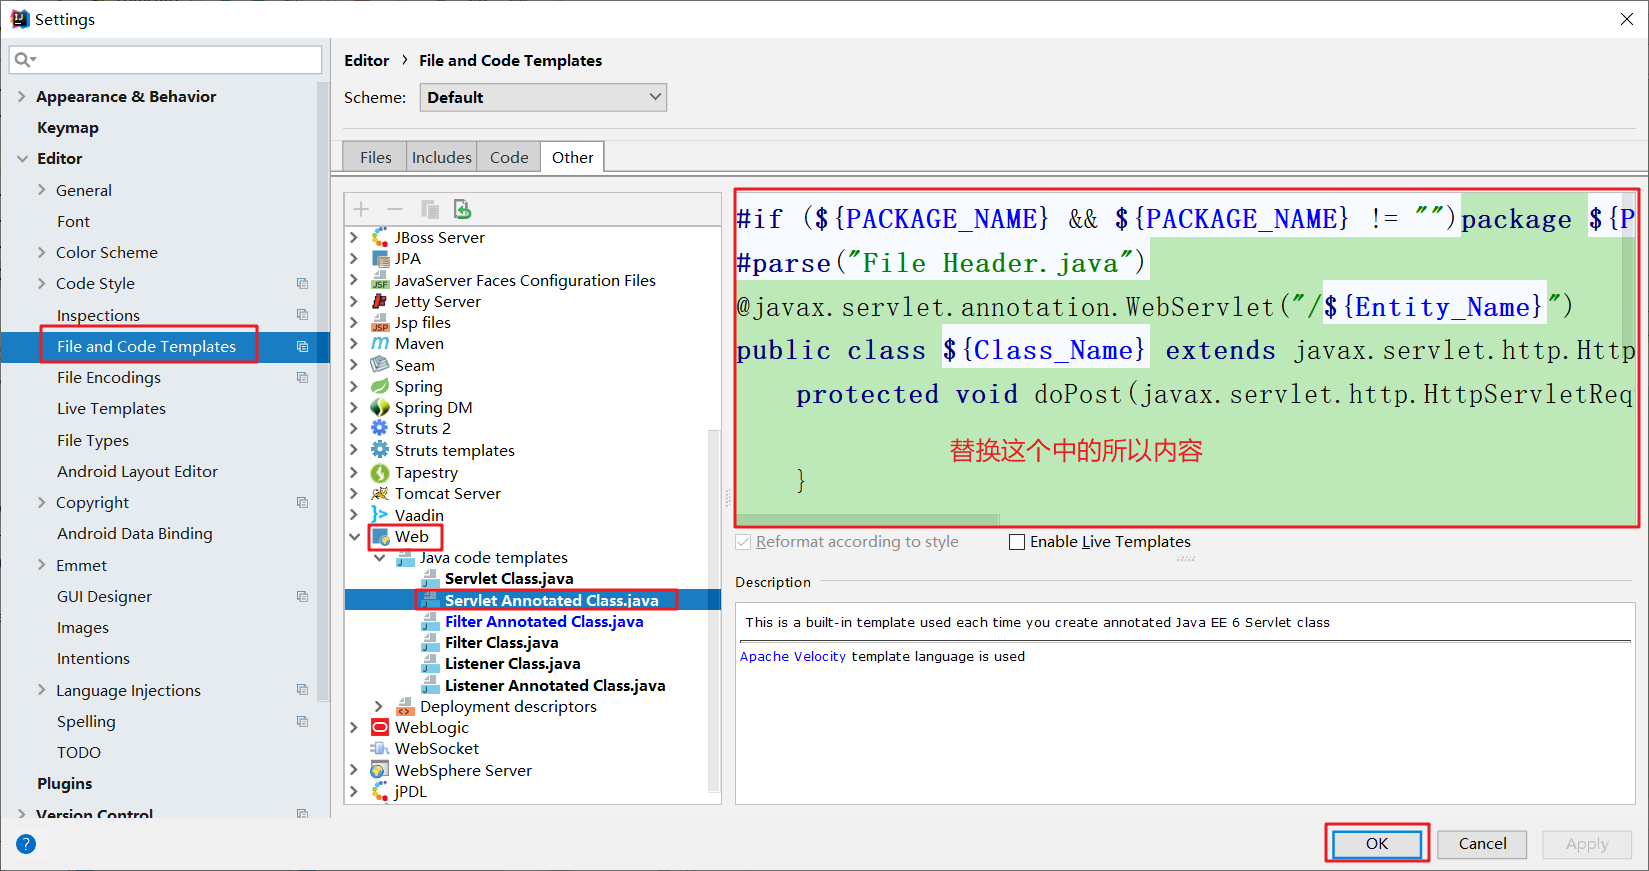 Settings
Editor › File and Code Templates
Scheme: Default
Appearance & Behavior
Keymap
Editor
General
Font
Color Scheme
Code Style
Inspections
File and Code Templates
File Encodings
Live Templates
File Types
Android Layout Editor
Copyright
Android Data Binding
Emmet
GUI Designer
Images
Intentions
Language Injections
Spelling
TODO
Plugins
Version Control
Files Includes Code Other
JBoss Server
JPA
JavaServer Faces Configuration Files
Jetty Server
Jsp files
Maven
Seam
Spring
Spring DM
Struts 2
Struts templates
Tapestry
Tomcat Server
Vaadin
Web
Java code templates
Servlet Class.java
Servlet Annotated Class.java
Filter Annotated Class.java
Filter Class.java
Listener Class.java
Listener Annotated Class.java
Deployment descriptors
WebLogic
WebSocket
WebSphere Server
jPDL
#if (${PACKAGE_NAME} && ${PACKAGE_NAME} != "")package ${P
#parse("File Header.java")
@javax.servlet.annotation.WebServlet("/${Entity_Name}")
public class ${Class_Name} extends javax.servlet.http.Http
protected void doPost(javax.servlet.http.HttpServletReq
替换这个中的所以内容
}
Reformat according to style
Enable Live Templates
Description
This is a built-in template used each time you create annotated Java EE 6 Servlet class
Apache Velocity template language is used
?
OK
Cancel
Apply